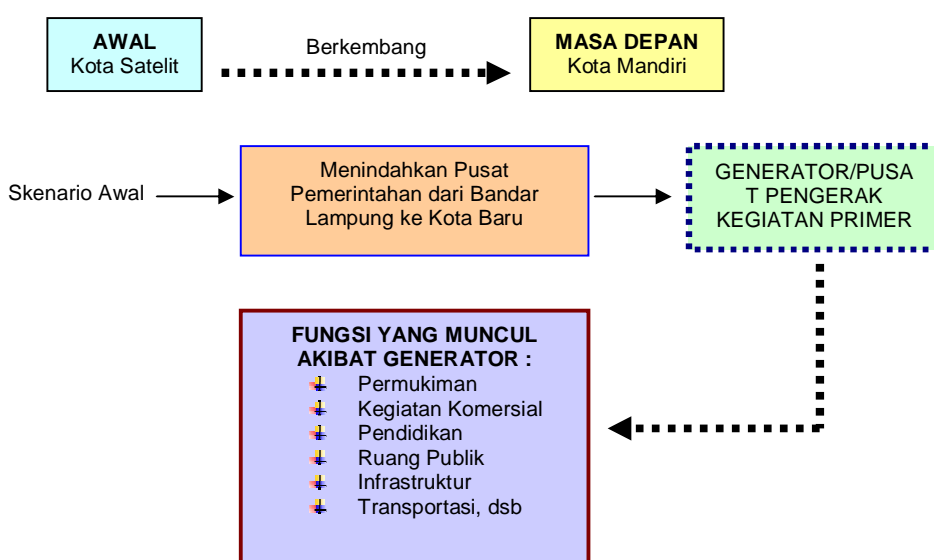 AWAL
Kota Satelit
Berkembang
MASA DEPAN
Kota Mandiri
Skenario Awal
Menindahkan Pusat
Pemerintahan dari Bandar
Lampung ke Kota Baru
GENERATOR/PUSA
T PENGERAK
KEGIATAN PRIMER
FUNGSI YANG MUNCUL
AKIBAT GENERATOR :
Permukiman
Kegiatan Komersial
Pendidikan
Ruang Publik
Infrastruktur
Transportasi, dsb